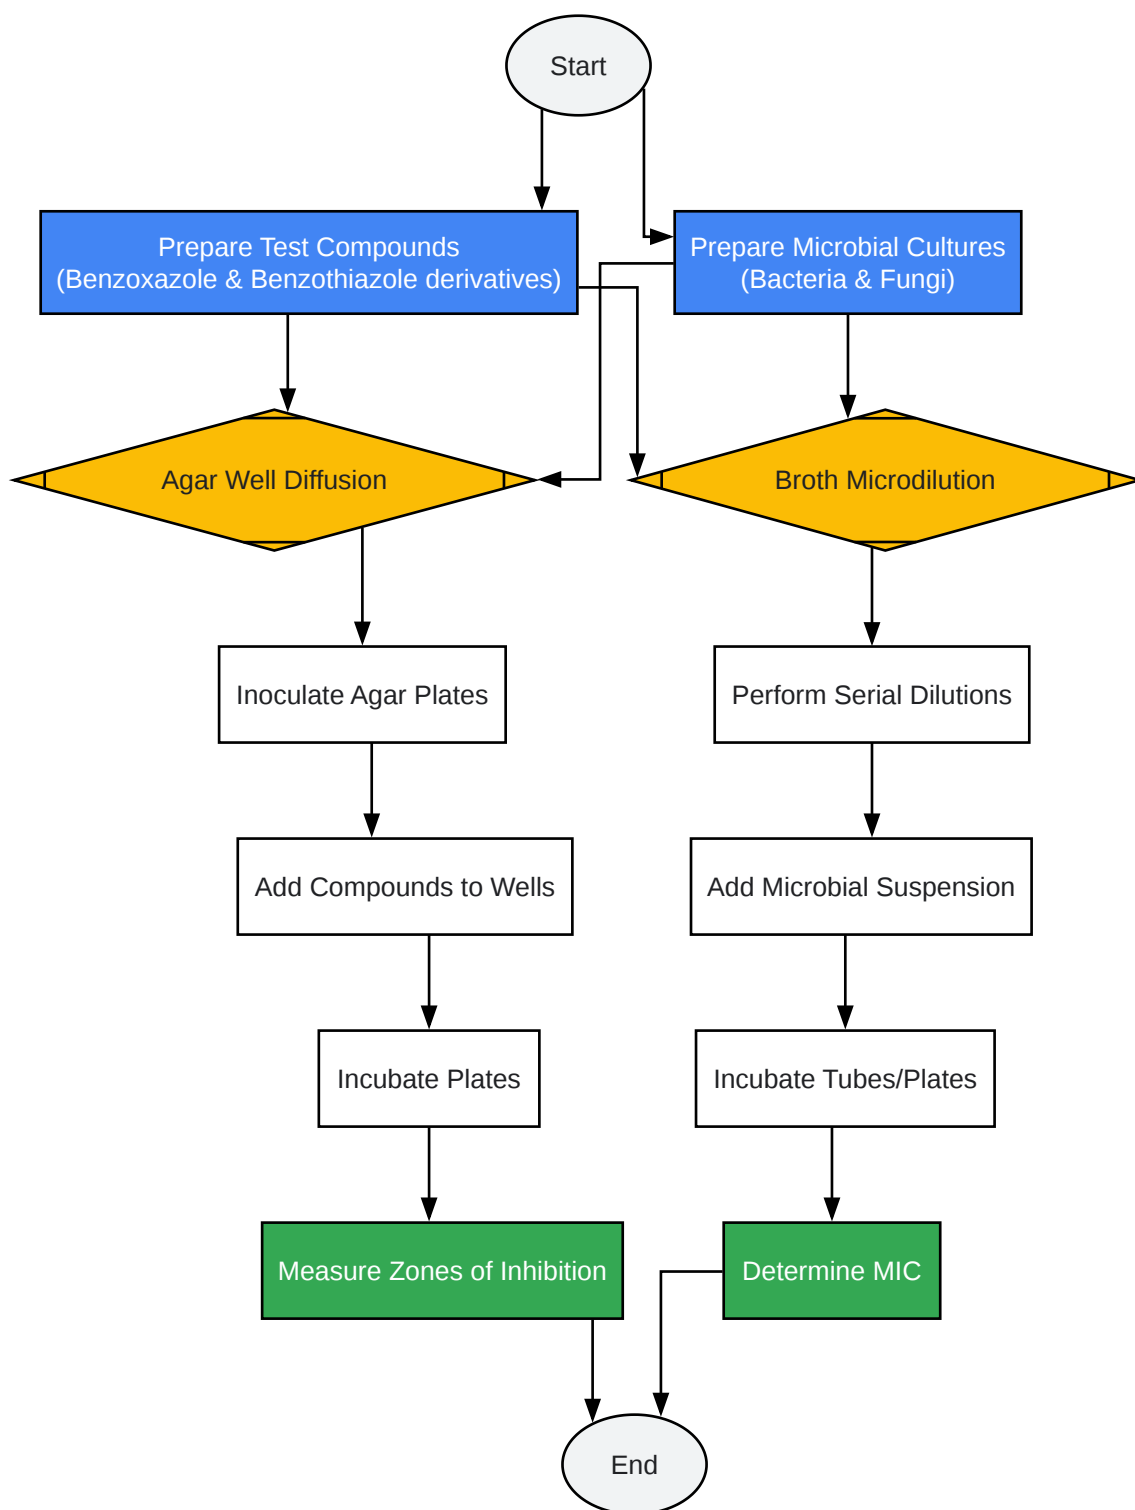 Start
Prepare Test Compounds
(Benzoxazole & Benzothiazole derivatives)
Prepare Microbial Cultures
(Bacteria & Fungi)
Agar Well Diffusion
Broth Microdilution
Inoculate Agar Plates
Perform Serial Dilutions
Add Compounds to Wells
Add Microbial Suspension
Incubate Plates
Incubate Tubes/Plates
Measure Zones of Inhibition
Determine MIC
End